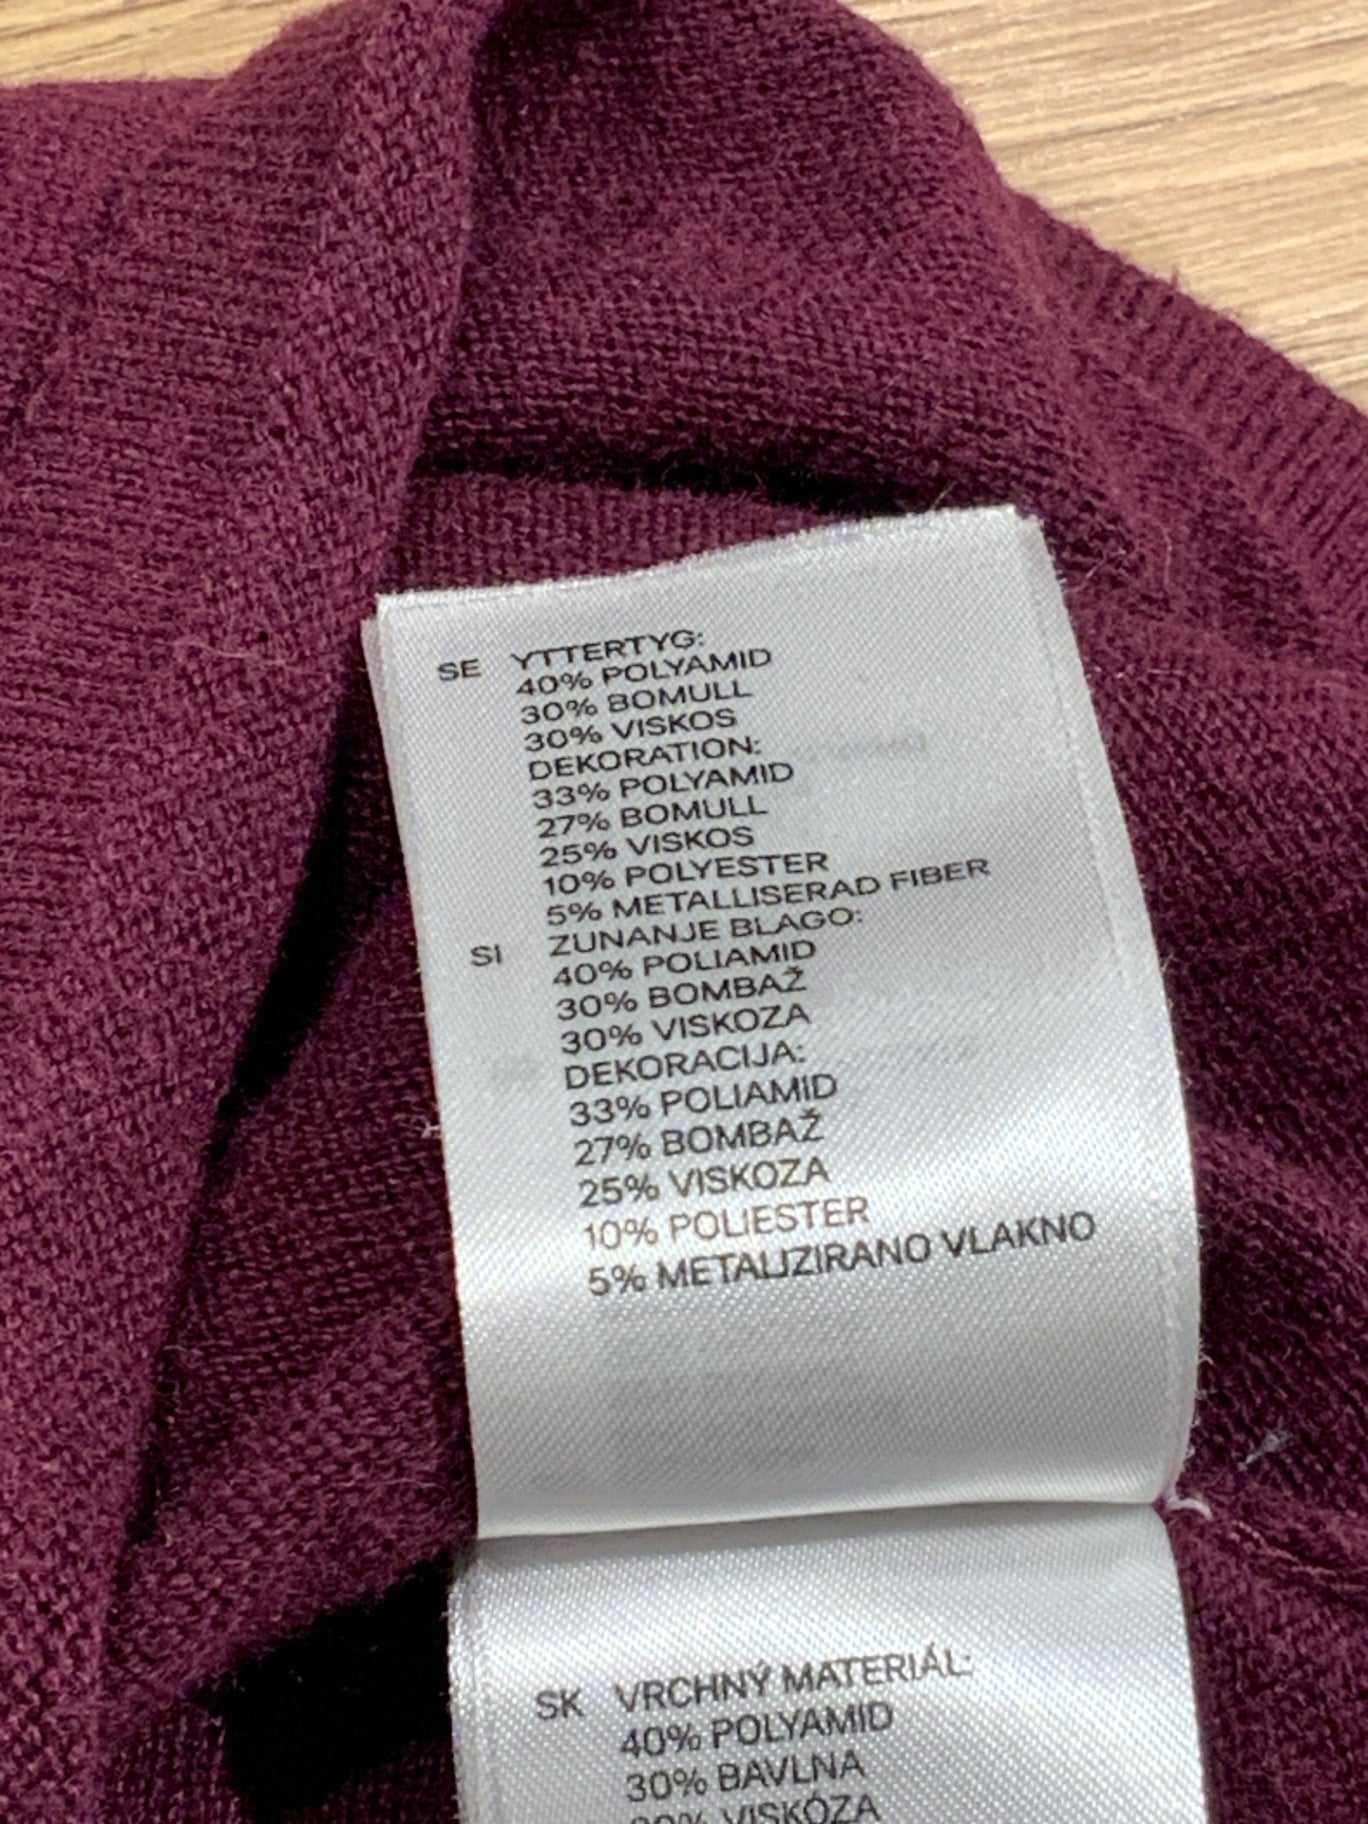 SE YTTERTYG:
40% POLYAMID
30% BOMULL
30% VISKOS
DEKORATION:
33% POLYAMID
27% BOMULL
25% VISKOS
10% POLYESTER
5% METALLISERAD FIBER
SI ZUNANJE BLAGO:
40% POLIAMID
30% BOMBAŽ
30% VISKOZA
DEKORACIJA:
33% POLIAMID
27% BOMBAŽ
25% VISKOZA
10% POLIESTER
5% METALIZIRANO VLAKNO
SK VRCHNÝ MATERIÁL:
40% POLYAMID
30% BAVLNA
30% VISKÓZA